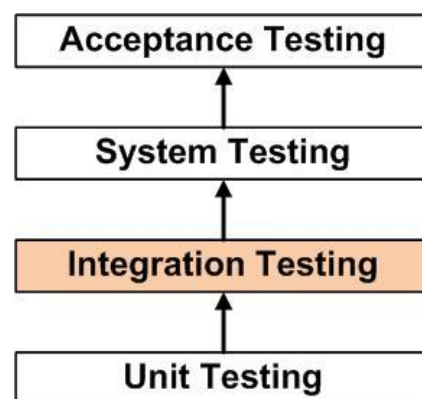 Acceptance Testing
System Testing
Integration Testing
Unit Testing